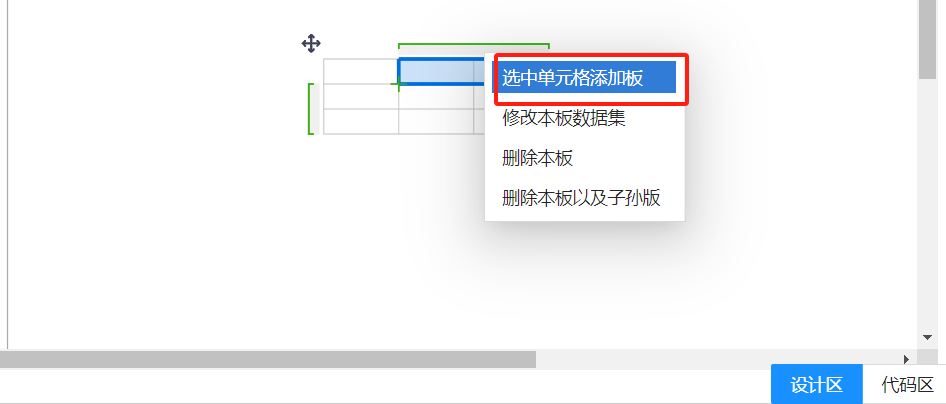 选中单元格添加板
修改本板数据集
删除本板
删除本板以及子孙版
设计区 代码区